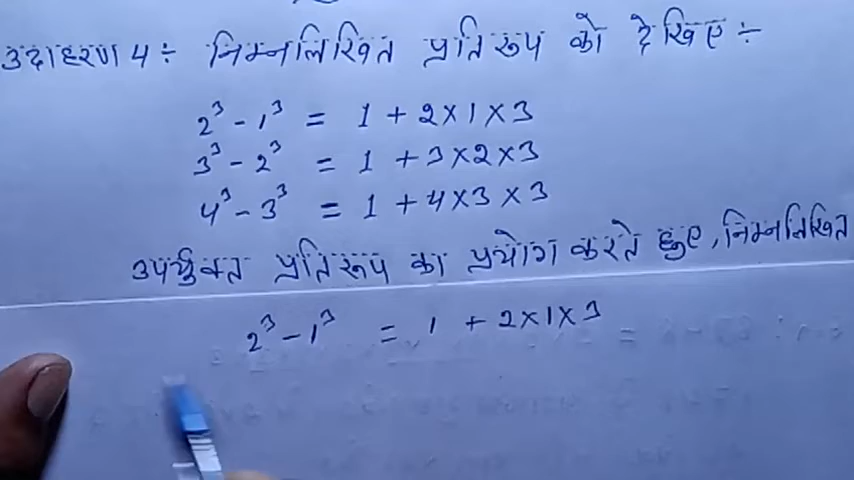 उदाहरण 4 ÷ निम्नलिखित प्रतिरूप को देखिए ÷
2³ - 1³ = 1 + 2×1×3
3³ - 2³ = 1 + 3×2×3
4³ - 3³ = 1 + 4×3×3
उपर्युक्त प्रतिरूप का प्रयोग करते हुए, निम्नलिखित
2³ - 1³ = 1 + 2×1×3